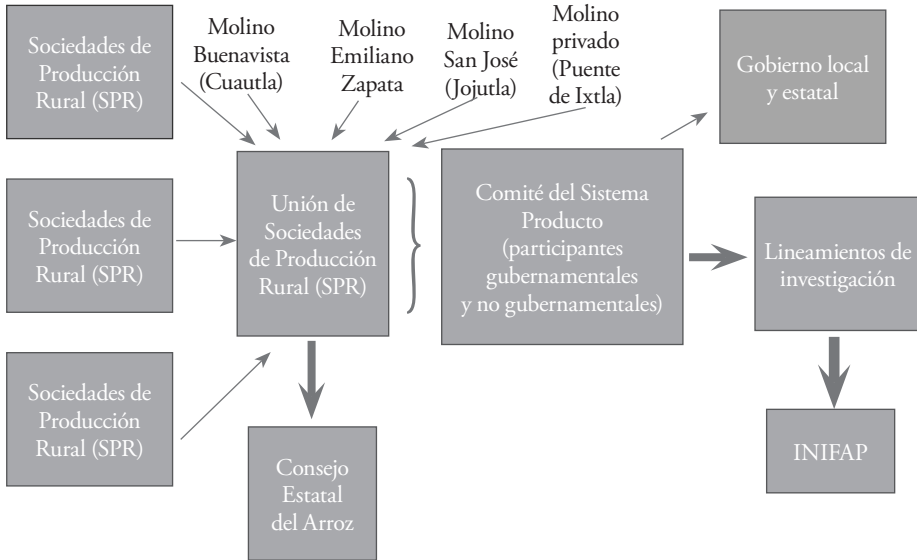 Sociedades de
Producción
Rural (SPR)
Molino
Buenavista
(Cuautla)
Molino
Emiliano
Zapata
Molino
San José
(Jojutla)
Molino
privado
(Puente
de Ixtla)
Gobierno local
y estatal
Sociedades de
Producción
Rural (SPR)
Unión de
Sociedades
de Producción
Rural (SPR)
Comité del Sistema
Producto
(participantes
gubernamentales
y no gubernamentales)
Lineamientos de
investigación
Sociedades de
Producción
Rural (SPR)
Consejo
Estatal
del Arroz
INIFAP